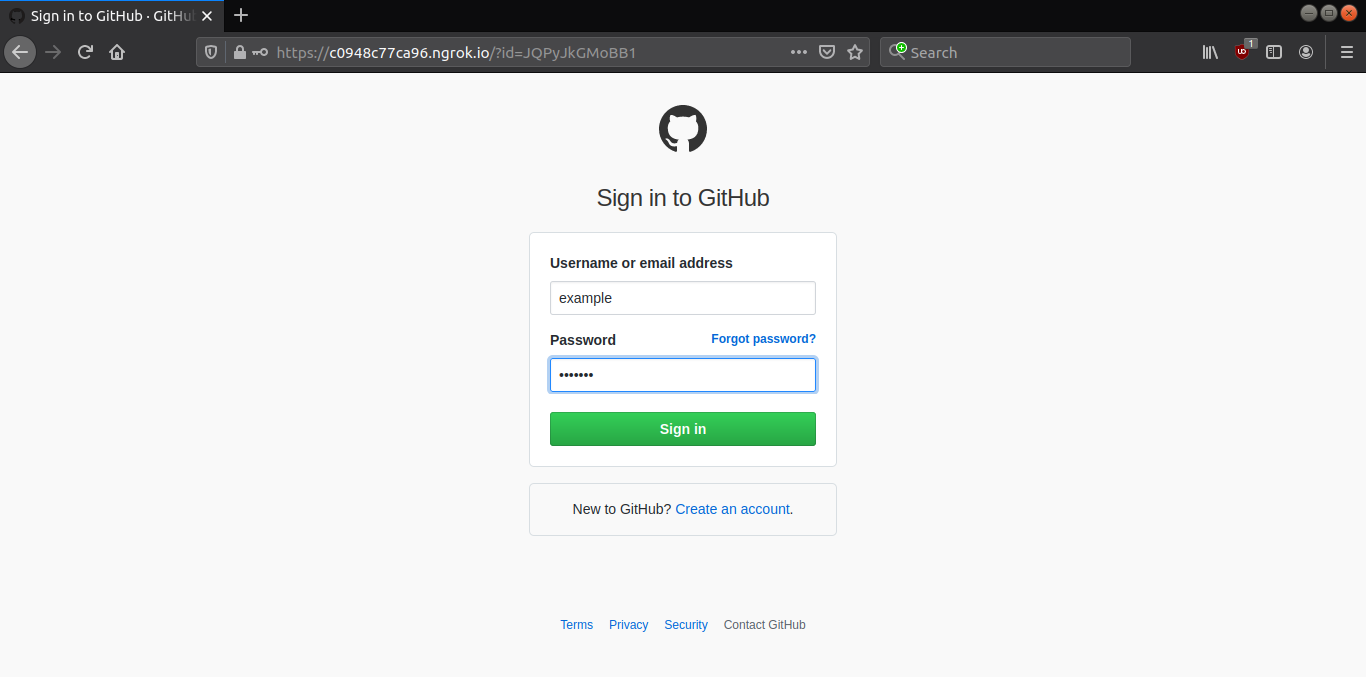 Sign in to GitHub · GitHu
https://c0948c77ca96.ngrok.io/?id=JQPyJkGMoBB1
Search
1
Sign in to GitHub
Username or email address
example
Password Forgot password?
•••••••
Sign in
New to GitHub? Create an account.
Terms Privacy Security Contact GitHub